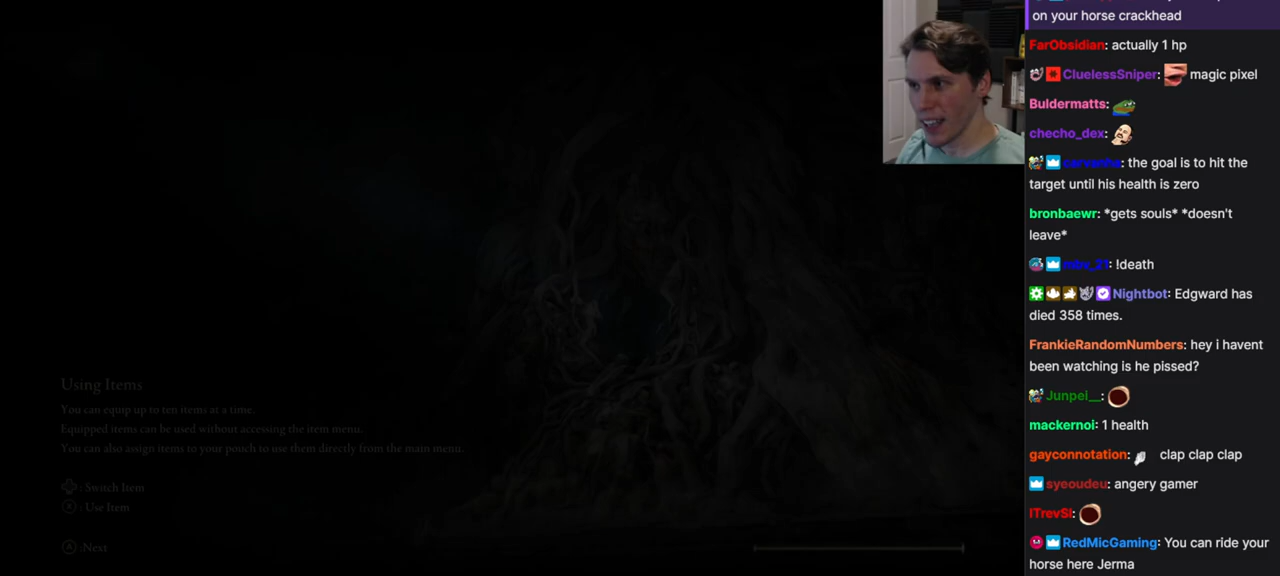 on your horse crackhead
FarObsidian: actually 1 hp
CluelessSniper: magic pixel
Buldermatts:
checho_dex:
carvanha: the goal is to hit the
target until his health is zero
bronbaewr: *gets souls* *doesn't
leave*
mbv_21: !death
Nightbot: Edgward has
died 358 times.
FrankieRandomNumbers: hey i havent
been watching is he pissed?
Junpei__:
mackernoi: 1 health
gayconnotation: clap clap clap
syeoudeu: angery gamer
ITrevSI:
RedMicGaming: You can ride your
horse here Jerma
Using Items
You can equip up to ten items at a time.
Equipped items can be used without accessing the item menu.
You can also assign items to your pouch to use them directly from the main menu.
: Switch Item
: Use Item
:Next